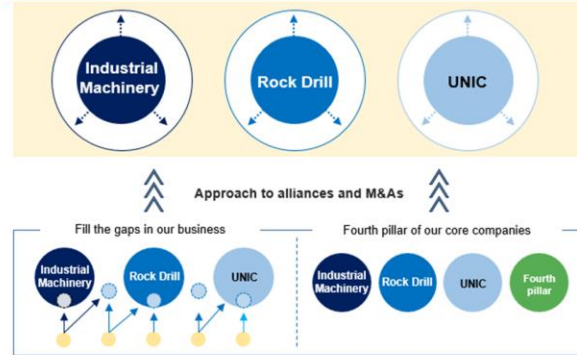 Industrial
Machinery
Rock Drill
UNIC
Approach to alliances and M&As
Fill the gaps in our business
Fourth pillar of our core companies
Industrial
Machinery
Rock Drill
UNIC
Industrial
Machinery
Rock Drill
UNIC
Fourth
pillar